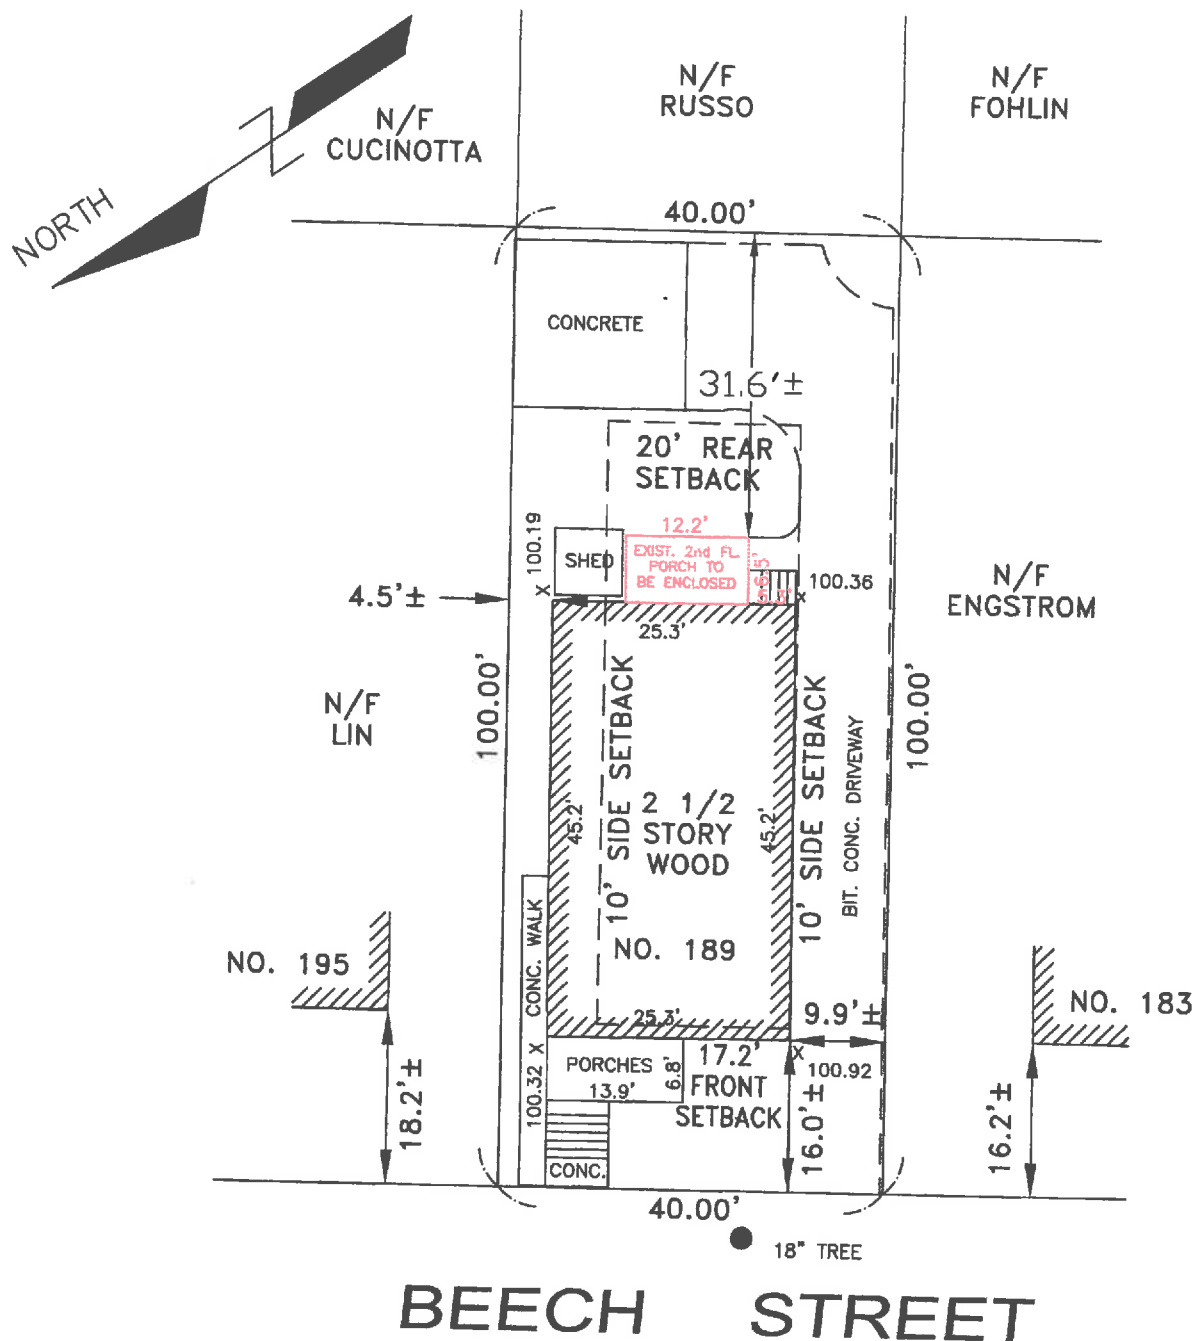 N/F
RUSSO
N/F
FOHLIN
N/F
CUCINOTTA
NORTH
40.00'
CONCRETE
31.6'±
20' REAR
SETBACK
12.2'
100.19
SHED
EXIST. 2nd FL.
PORCH TO
BE ENCLOSED
6.5'
100.36
X
X
4.5'±
N/F
ENGSTROM
25.3'
N/F
LIN
100.00'
10' SIDE SETBACK
10' SIDE SETBACK
BIT. CONC. DRIVEWAY
100.00'
45.2'
2 1/2
STORY
WOOD
45.2'
CONC. WALK
NO. 189
NO. 195
NO. 183
25.3'
9.9'±
100.32 X
PORCHES
13.9'
6.8'
17.2'
FRONT
SETBACK
X
100.92
18.2'±
16.0'±
16.2'±
CONC.
40.00'
18" TREE
BEECH STREET